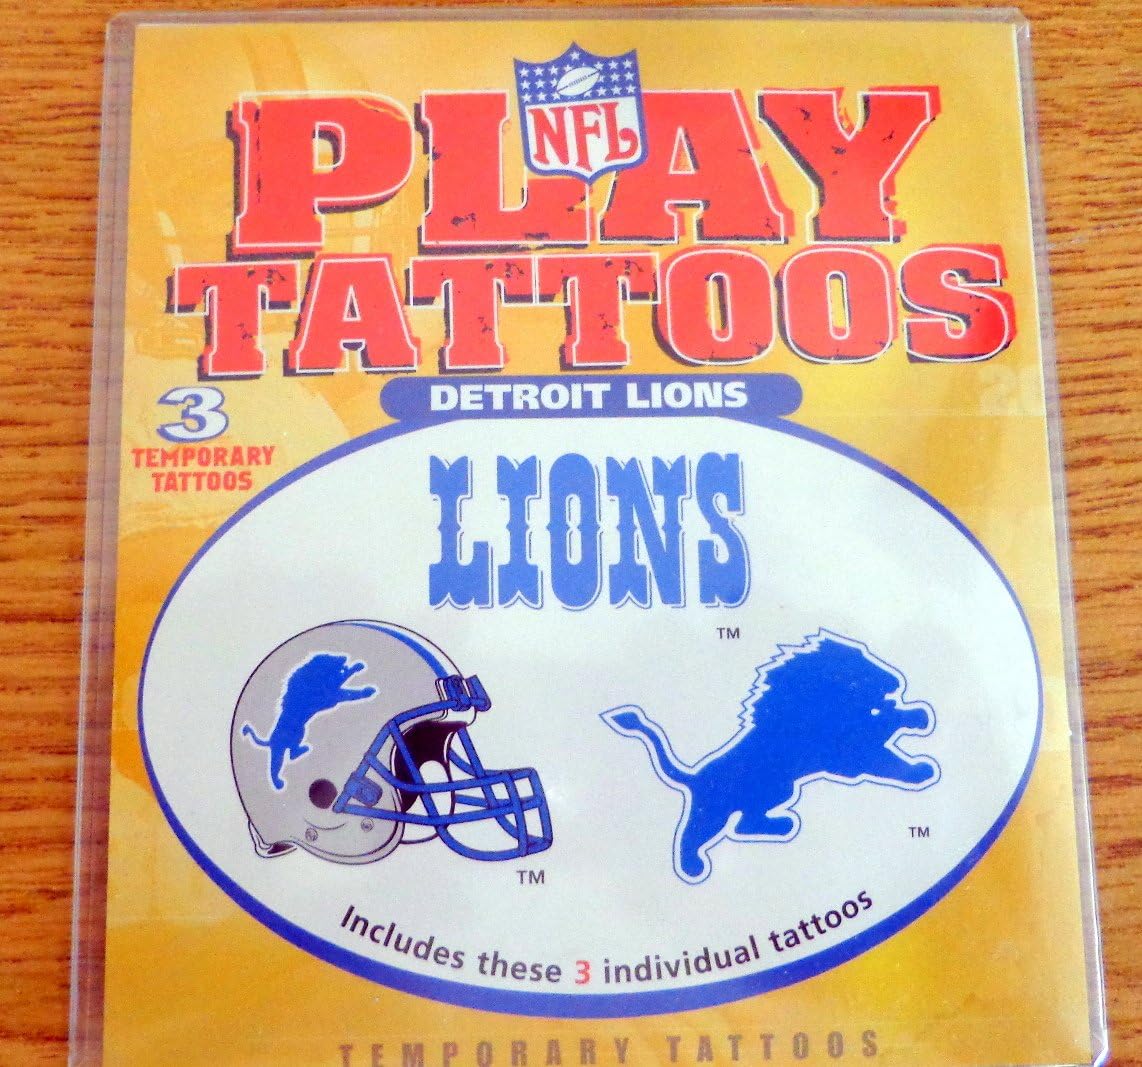 NFL
PLAY
TATTOOS
DETROIT LIONS
3
TEMPORARY
TATTOOS
LIONS
TM
TM
TM
Includes these 3 individual tattoos
TEMPORARY TATTOOS